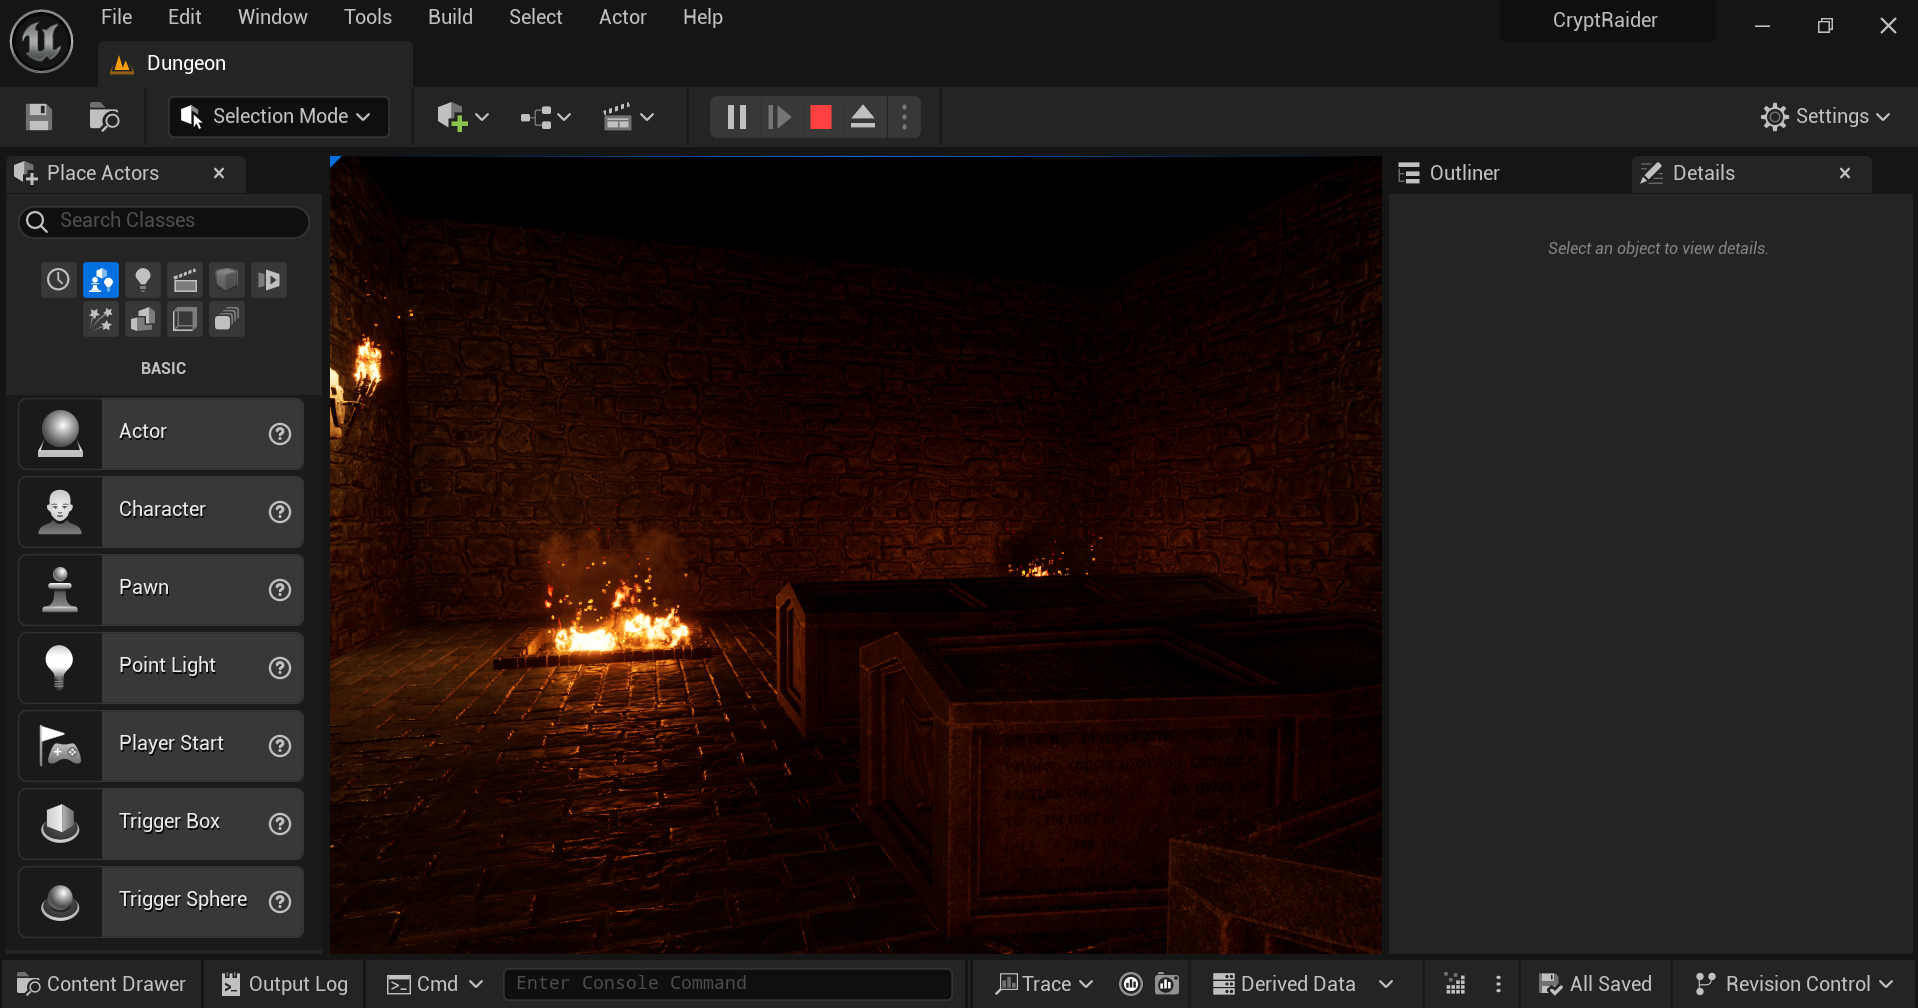 File Edit Window Tools Build Select Actor Help
CryptRaider
Dungeon
Selection Mode
Settings
Place Actors
Outliner
Details
Search Classes
Select an object to view details.
BASIC
Actor
Character
Pawn
Point Light
Player Start
Trigger Box
Trigger Sphere
Content Drawer
Output Log
Cmd
Enter Console Command
Trace
Derived Data
All Saved
Revision Control